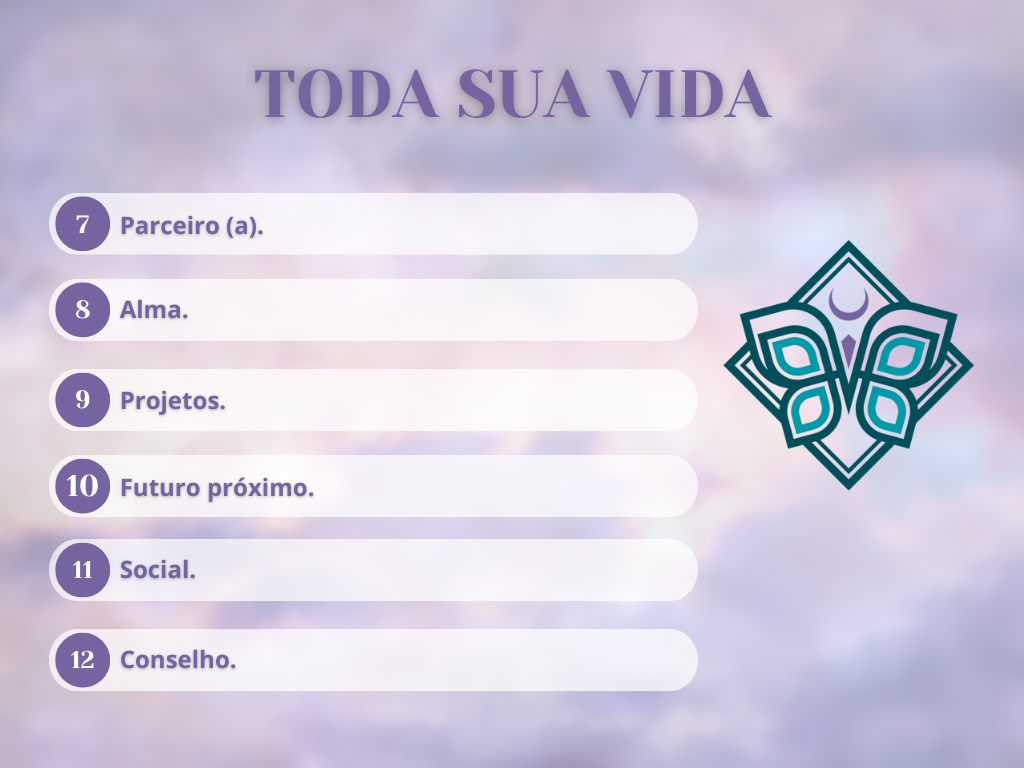 TODA SUA VIDA
7 Parceiro (a).
8 Alma.
9 Projetos.
10 Futuro próximo.
11 Social.
12 Conselho.